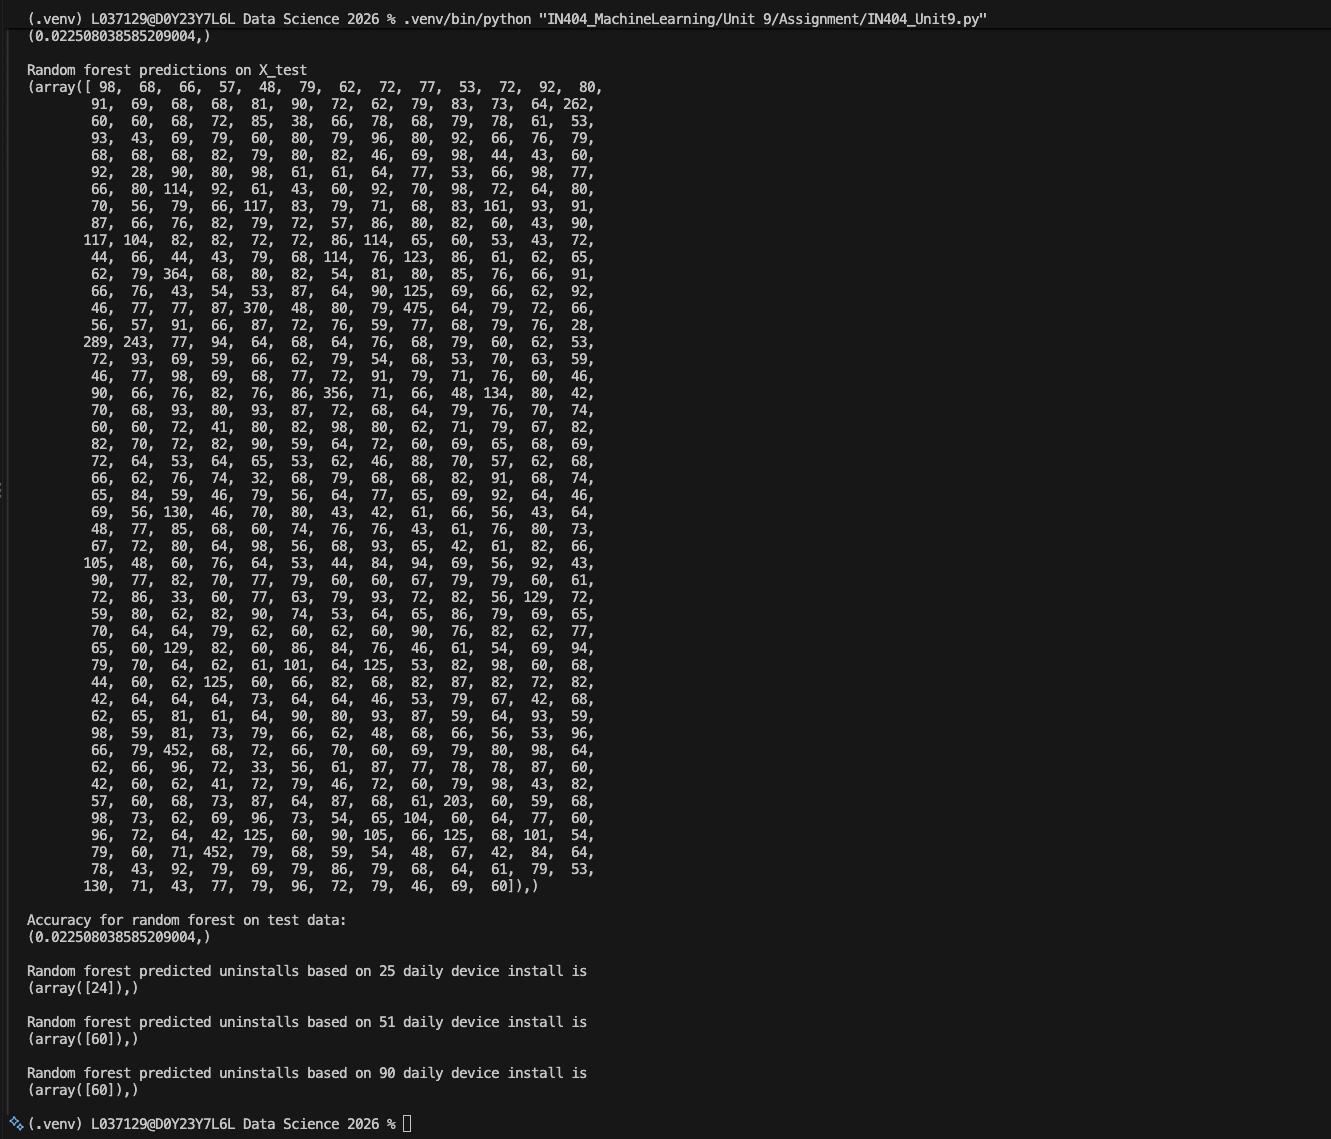 (.venv) L037129@D0Y23Y7L6L Data Science 2026 % .venv/bin/python "IN404_MachineLearning/Unit 9/Assignment/IN404_Unit9.py"
(0.022508038585209004,)
Random forest predictions on X_test
(array([ 98, 68, 66, 57, 48, 79, 62, 72, 77, 53, 72, 92, 80,
91, 69, 68, 68, 81, 90, 72, 62, 79, 83, 73, 64, 262,
60, 60, 68, 72, 85, 38, 66, 78, 68, 79, 78, 61, 53,
93, 43, 69, 79, 60, 80, 79, 96, 80, 92, 66, 76, 79,
68, 68, 68, 82, 79, 80, 82, 46, 69, 98, 44, 43, 60,
92, 28, 90, 80, 98, 61, 61, 64, 77, 53, 66, 98, 77,
66, 80, 114, 92, 61, 43, 60, 92, 70, 98, 72, 64, 80,
70, 56, 79, 66, 117, 83, 79, 71, 68, 83, 161, 93, 91,
87, 66, 76, 82, 79, 72, 57, 86, 80, 82, 60, 43, 90,
117, 104, 82, 82, 72, 72, 86, 114, 65, 60, 53, 43, 72,
44, 66, 44, 43, 79, 68, 114, 76, 123, 86, 61, 62, 65,
62, 79, 364, 68, 80, 82, 54, 81, 80, 85, 76, 66, 91,
66, 76, 43, 54, 53, 87, 64, 90, 125, 69, 66, 62, 92,
46, 77, 77, 87, 370, 48, 80, 79, 475, 64, 79, 72, 66,
56, 57, 91, 66, 87, 72, 76, 59, 77, 68, 79, 76, 28,
289, 243, 77, 94, 64, 68, 64, 76, 68, 79, 60, 62, 53,
72, 93, 69, 59, 66, 62, 79, 54, 68, 53, 70, 63, 59,
46, 77, 98, 69, 68, 77, 72, 91, 79, 71, 76, 60, 46,
90, 66, 76, 82, 76, 86, 356, 71, 66, 48, 134, 80, 42,
70, 68, 93, 80, 93, 87, 72, 68, 64, 79, 76, 70, 74,
60, 60, 72, 41, 80, 82, 98, 80, 62, 71, 79, 67, 82,
82, 70, 72, 82, 90, 59, 64, 72, 60, 69, 65, 68, 69,
72, 64, 53, 64, 65, 53, 62, 46, 88, 70, 57, 62, 68,
66, 62, 76, 74, 32, 68, 79, 68, 68, 82, 91, 68, 74,
65, 84, 59, 46, 79, 56, 64, 77, 65, 69, 92, 64, 46,
69, 56, 130, 46, 70, 80, 43, 42, 61, 66, 56, 43, 64,
48, 77, 85, 68, 60, 74, 76, 76, 43, 61, 76, 80, 73,
67, 72, 80, 64, 98, 56, 68, 93, 65, 42, 61, 82, 66,
105, 48, 60, 76, 64, 53, 44, 84, 94, 69, 56, 92, 43,
90, 77, 82, 70, 77, 79, 60, 60, 67, 79, 79, 60, 61,
72, 86, 33, 60, 77, 63, 79, 93, 72, 82, 56, 129, 72,
59, 80, 62, 82, 90, 74, 53, 64, 65, 86, 79, 69, 65,
70, 64, 64, 79, 62, 60, 62, 60, 90, 76, 82, 62, 77,
65, 60, 129, 82, 60, 86, 84, 76, 46, 61, 54, 69, 94,
79, 70, 64, 62, 61, 101, 64, 125, 53, 82, 98, 60, 68,
44, 60, 62, 125, 60, 66, 82, 68, 82, 87, 82, 72, 82,
42, 64, 64, 64, 73, 64, 64, 46, 53, 79, 67, 42, 68,
62, 65, 81, 61, 64, 90, 80, 93, 87, 59, 64, 93, 59,
98, 59, 81, 73, 79, 66, 62, 48, 68, 66, 56, 53, 96,
66, 79, 452, 68, 72, 66, 70, 60, 69, 79, 80, 98, 64,
62, 66, 96, 72, 33, 56, 61, 87, 77, 78, 78, 87, 60,
42, 60, 62, 41, 72, 79, 46, 72, 60, 79, 98, 43, 82,
57, 60, 68, 73, 87, 64, 87, 68, 61, 203, 60, 59, 68,
98, 73, 62, 69, 96, 73, 54, 65, 104, 60, 64, 77, 60,
96, 72, 64, 42, 125, 60, 90, 105, 66, 125, 68, 101, 54,
79, 60, 71, 452, 79, 68, 59, 54, 48, 67, 42, 84, 64,
78, 43, 92, 79, 69, 79, 86, 79, 68, 64, 61, 79, 53,
130, 71, 43, 77, 79, 96, 72, 79, 46, 69, 60]),)
Accuracy for random forest on test data:
(0.022508038585209004,)
Random forest predicted uninstalls based on 25 daily device install is
(array([24]),)
Random forest predicted uninstalls based on 51 daily device install is
(array([60]),)
Random forest predicted uninstalls based on 90 daily device install is
(array([60]),)
(.venv) L037129@D0Y23Y7L6L Data Science 2026 %